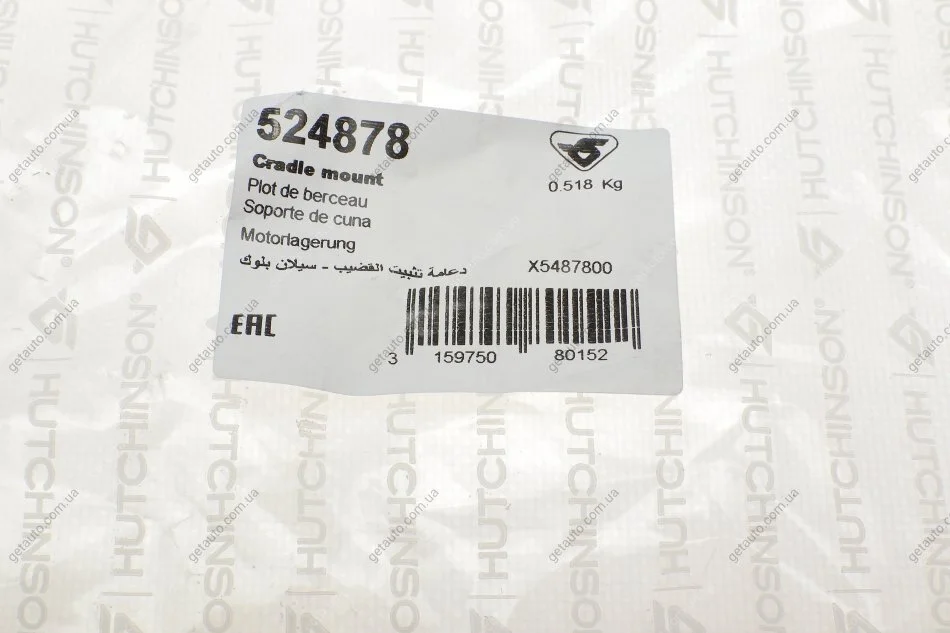 524878
Cradle mount
0.518 Kg
Plot de berceau
Soporte de cuna
Motorlagerung
دعامة تثبيت القضيب - سيلان بلوك
X5487800
EAC
3 159750 80152
HUTCHINSON
getauto.com.ua